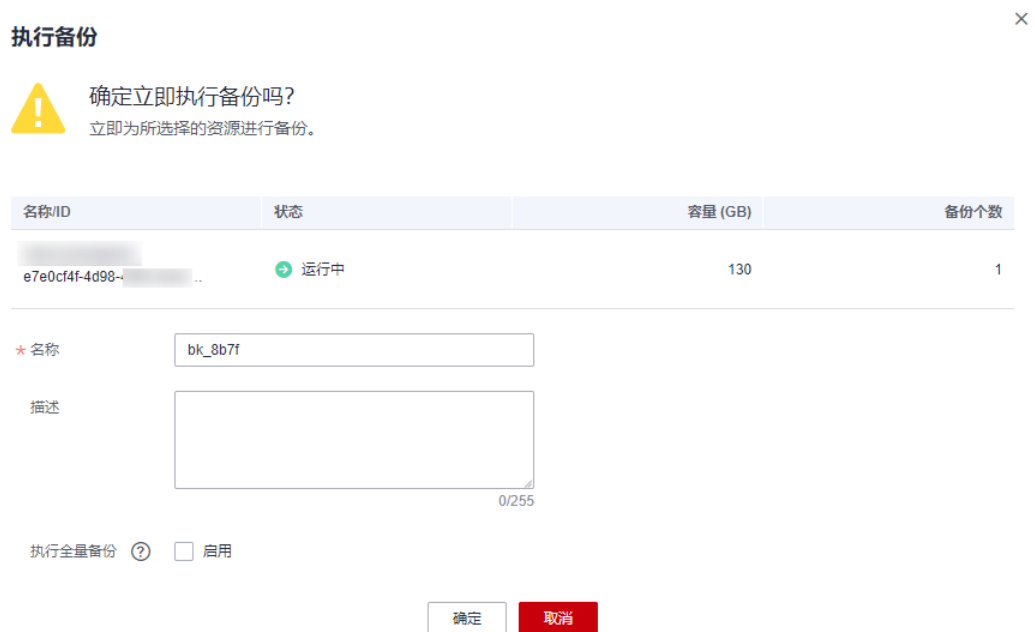 执行备份
确定立即执行备份吗?
立即为所选择的资源进行备份。
名称/ID 状态 容量 (GB) 备份个数
e7e0cf4f-4d98- .. 运行中 130 1
* 名称 bk_8b7f
描述
0/255
执行全量备份 ? 启用
确定 取消